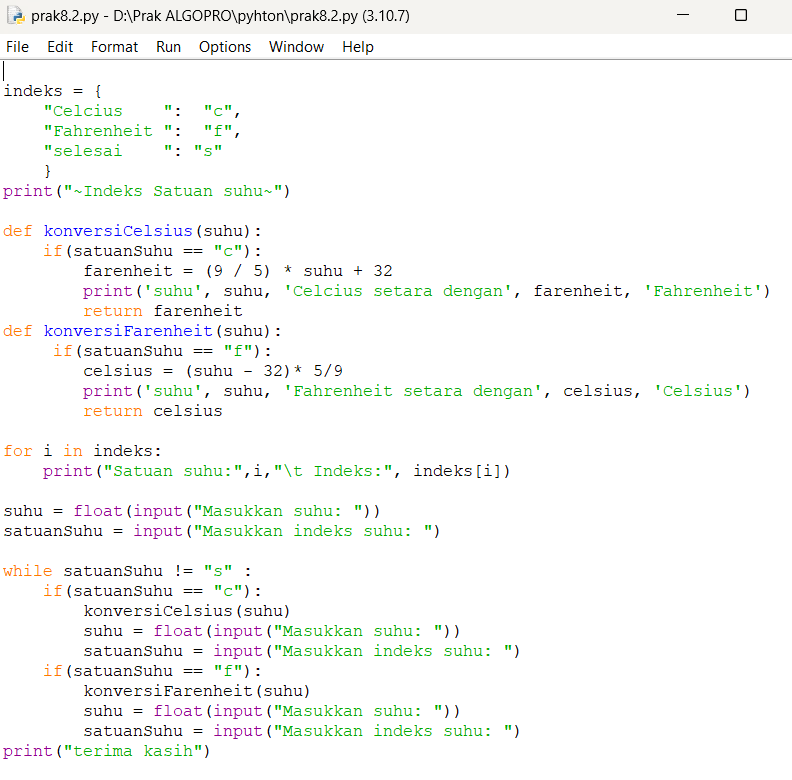 prak8.2.py - D:\Prak ALGOPRO\pyhton\prak8.2.py (3.10.7)
File Edit Format Run Options Window Help
indeks = {
    "Celcius    ":  "c",
    "Fahrenheit ":  "f",
    "selesai    ": "s"
    }
print("~Indeks Satuan suhu~")

def konversiCelsius(suhu):
    if(satuanSuhu == "c"):
        farenheit = (9 / 5) * suhu + 32
        print('suhu', suhu, 'Celcius setara dengan', farenheit, 'Fahrenheit')
        return farenheit
def konversiFarenheit(suhu):
     if(satuanSuhu == "f"):
        celsius = (suhu - 32)* 5/9
        print('suhu', suhu, 'Fahrenheit setara dengan', celsius, 'Celsius')
        return celsius

for i in indeks:
    print("Satuan suhu:",i,"\t Indeks:", indeks[i])

suhu = float(input("Masukkan suhu: "))
satuanSuhu = input("Masukkan indeks suhu: ")

while satuanSuhu != "s" :
    if(satuanSuhu == "c"):
        konversiCelsius(suhu)
        suhu = float(input("Masukkan suhu: "))
        satuanSuhu = input("Masukkan indeks suhu: ")
    if(satuanSuhu == "f"):
        konversiFarenheit(suhu)
        suhu = float(input("Masukkan suhu: "))
        satuanSuhu = input("Masukkan indeks suhu: ")
print("terima kasih")